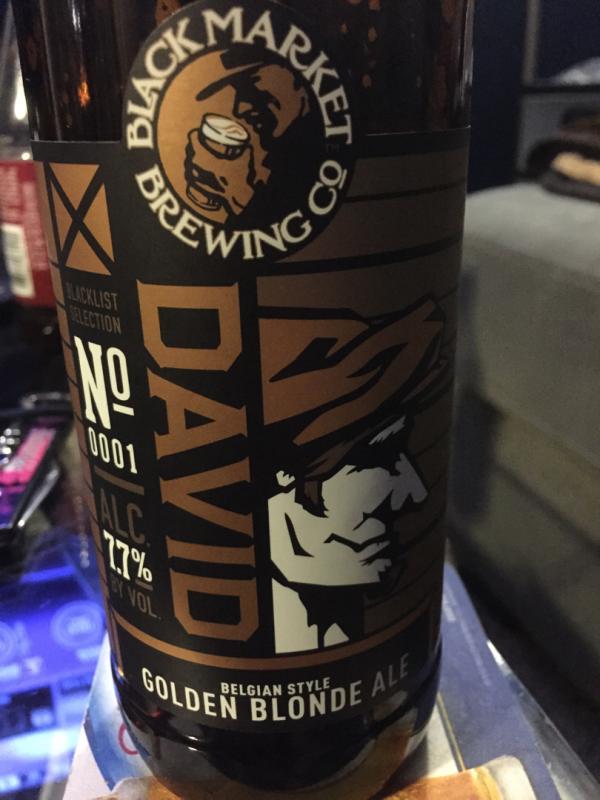 BLACK MARKET
BREWING Cº
BLACKLIST
SELECTION
Nº
0001
ALC.
7.7%
BY VOL.
DAVID
BELGIAN STYLE
GOLDEN BLONDE ALE